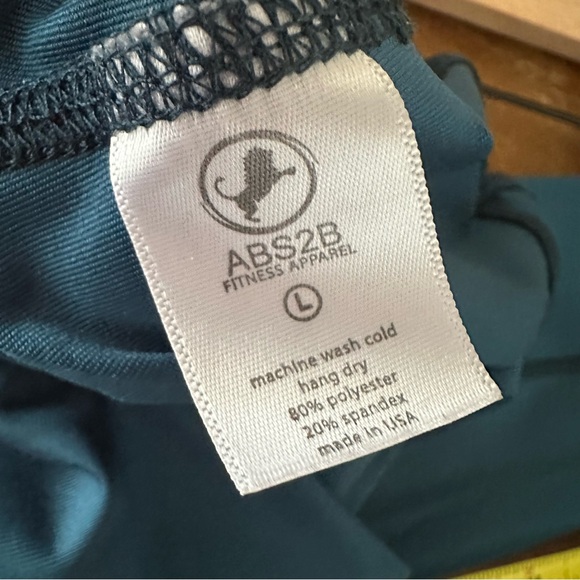 ABS2B
FITNESS APPAREL
L
machine wash cold
hang dry
80% polyester
20% spandex
made in USA